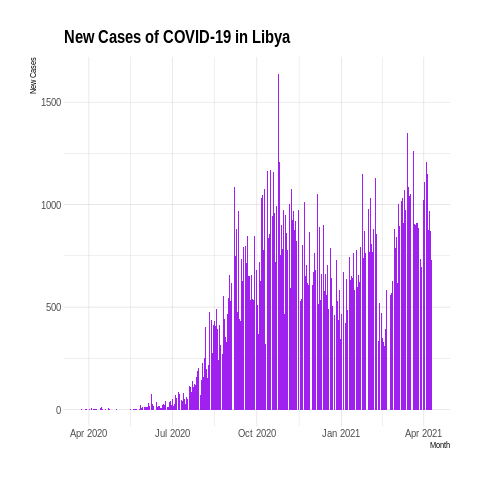 New Cases of COVID-19 in Libya
New Cases
1500
1000
500
0
Apr 2020 Jul 2020 Oct 2020 Jan 2021 Apr 2021
Month